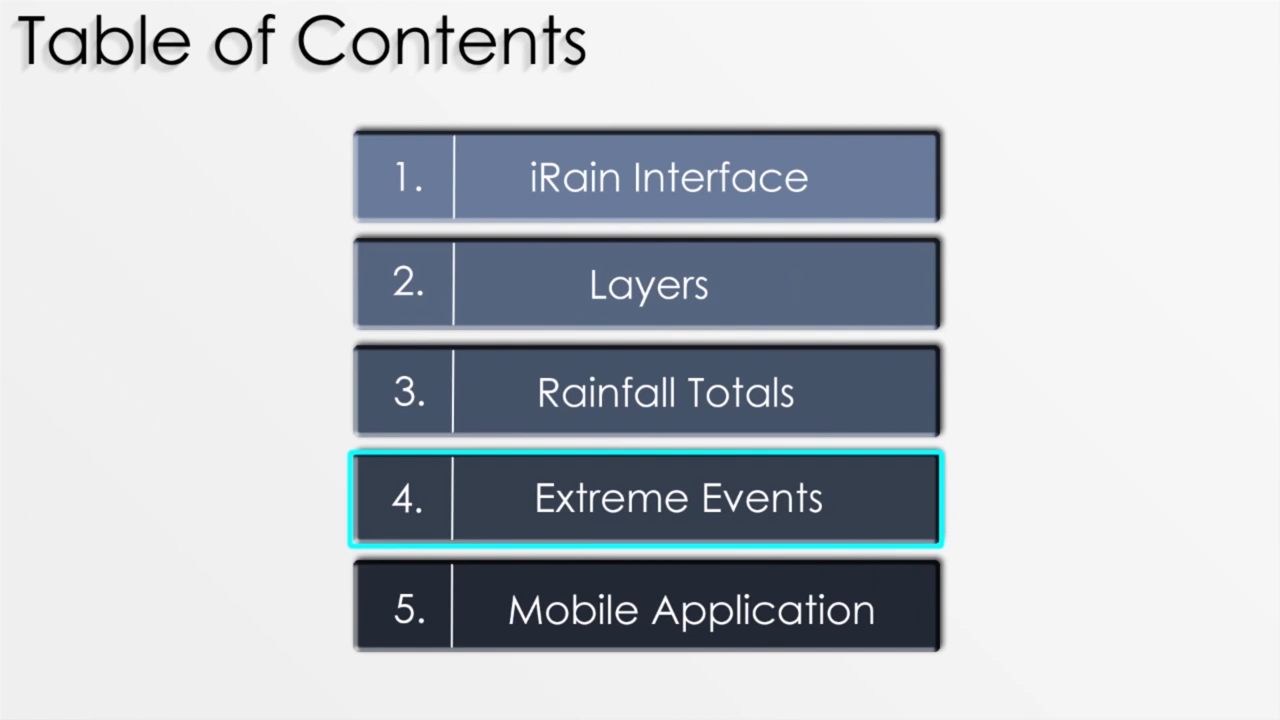 Table of Contents
1. iRain Interface
2. Layers
3. Rainfall Totals
4. Extreme Events
5. Mobile Application